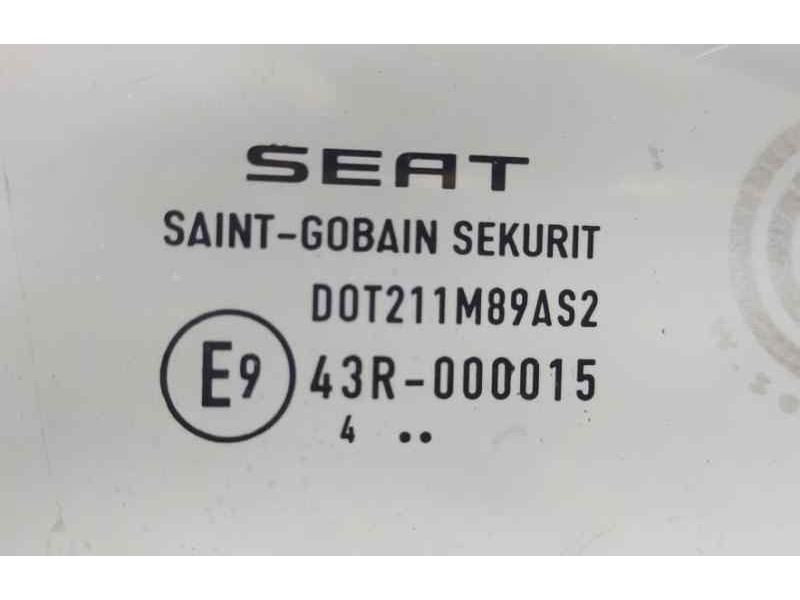 SEAT
SAINT-GOBAIN SEKURIT
DOT211M89AS2
E9 43R-000015
4 ..